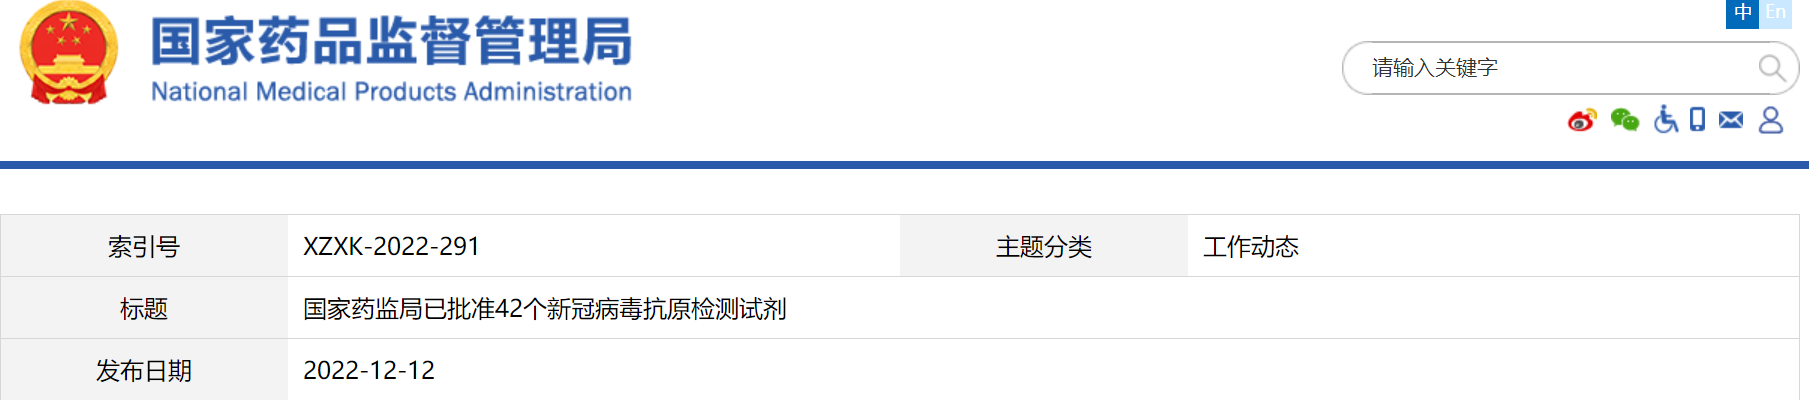 中 En
国家药品监督管理局
National Medical Products Administration
请输入关键字
索引号 XZXK-2022-291 主题分类 工作动态
标题 国家药监局已批准42个新冠病毒抗原检测试剂
发布日期 2022-12-12